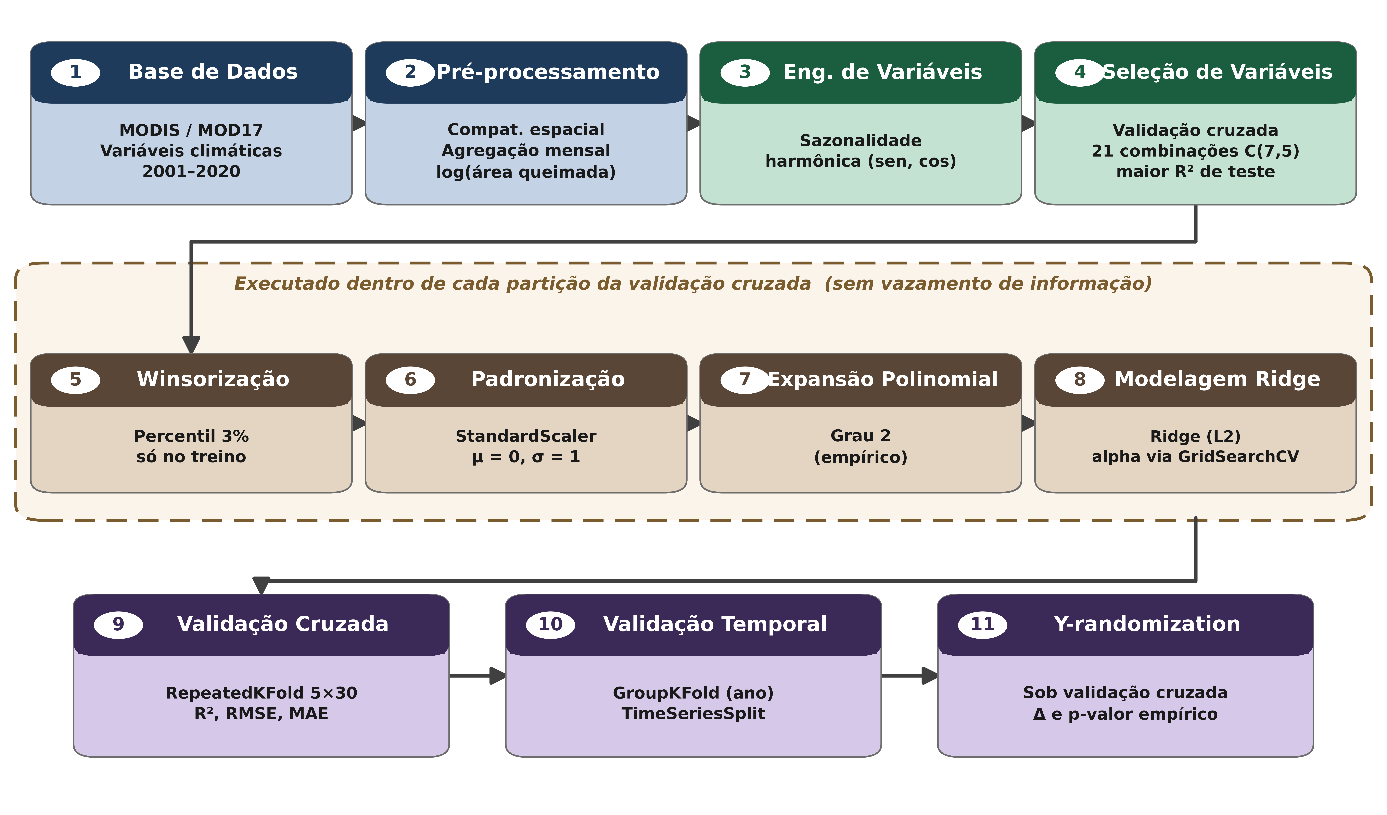 1 Base de Dados
MODIS / MOD17
Variáveis climáticas
2001–2020
2 Pré-processamento
Compat. espacial
Agregação mensal
log(área queimada)
3 Eng. de Variáveis
Sazonalidade
harmônica (sen, cos)
4 Seleção de Variáveis
Validação cruzada
21 combinações C(7,5)
maior R² de teste
Executado dentro de cada partição da validação cruzada (sem vazamento de informação)
5 Winsorização
Percentil 3%
só no treino
6 Padronização
StandardScaler
μ = 0, σ = 1
7 Expansão Polinomial
Grau 2
(empírico)
8 Modelagem Ridge
Ridge (L2)
alpha via GridSearchCV
9 Validação Cruzada
RepeatedKFold 5×30
R², RMSE, MAE
10 Validação Temporal
GroupKFold (ano)
TimeSeriesSplit
11 Y-randomization
Sob validação cruzada
Δ e p-valor empírico